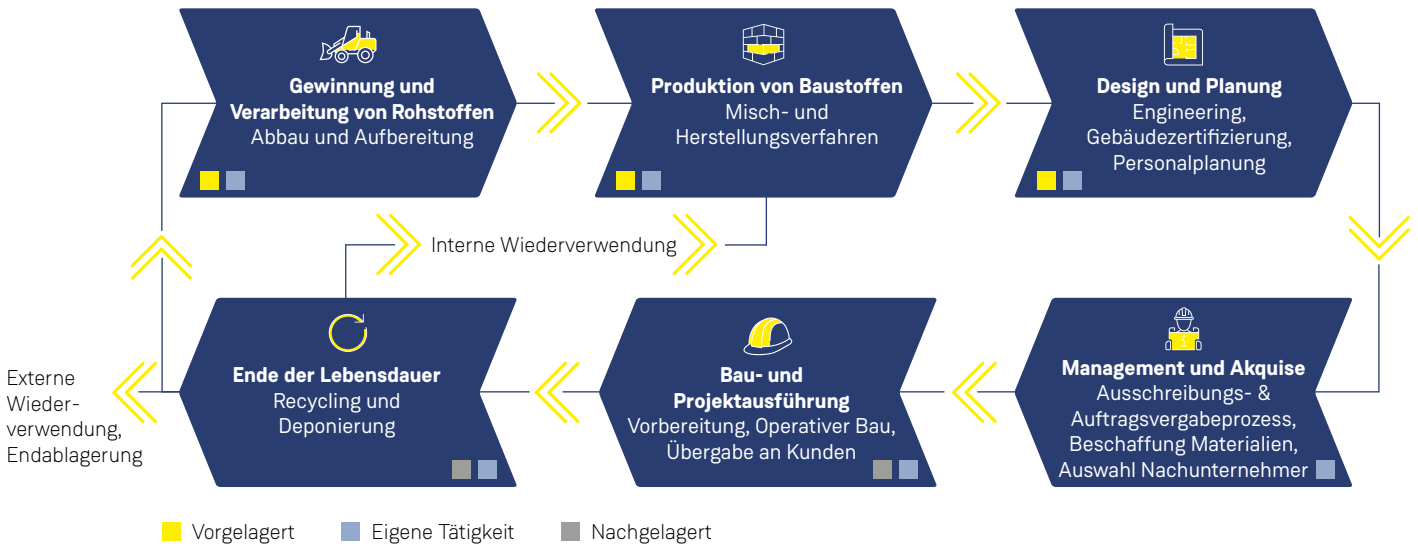 Gewinnung und
Verarbeitung von Rohstoffen
Abbau und Aufbereitung
Produktion von Baustoffen
Misch- und
Herstellungsverfahren
Design und Planung
Engineering,
Gebäudezertifizierung,
Personalplanung
Interne Wiederverwendung
Management und Akquise
Ausschreibungs- &
Auftragsvergabeprozess,
Beschaffung Materialien,
Auswahl Nachunternehmer
Bau- und
Projektausführung
Vorbereitung, Operativer Bau,
Übergabe an Kunden
Ende der Lebensdauer
Recycling und
Deponierung
Externe
Wieder-
verwendung,
Endablagerung
Vorgelagert
Eigene Tätigkeit
Nachgelagert